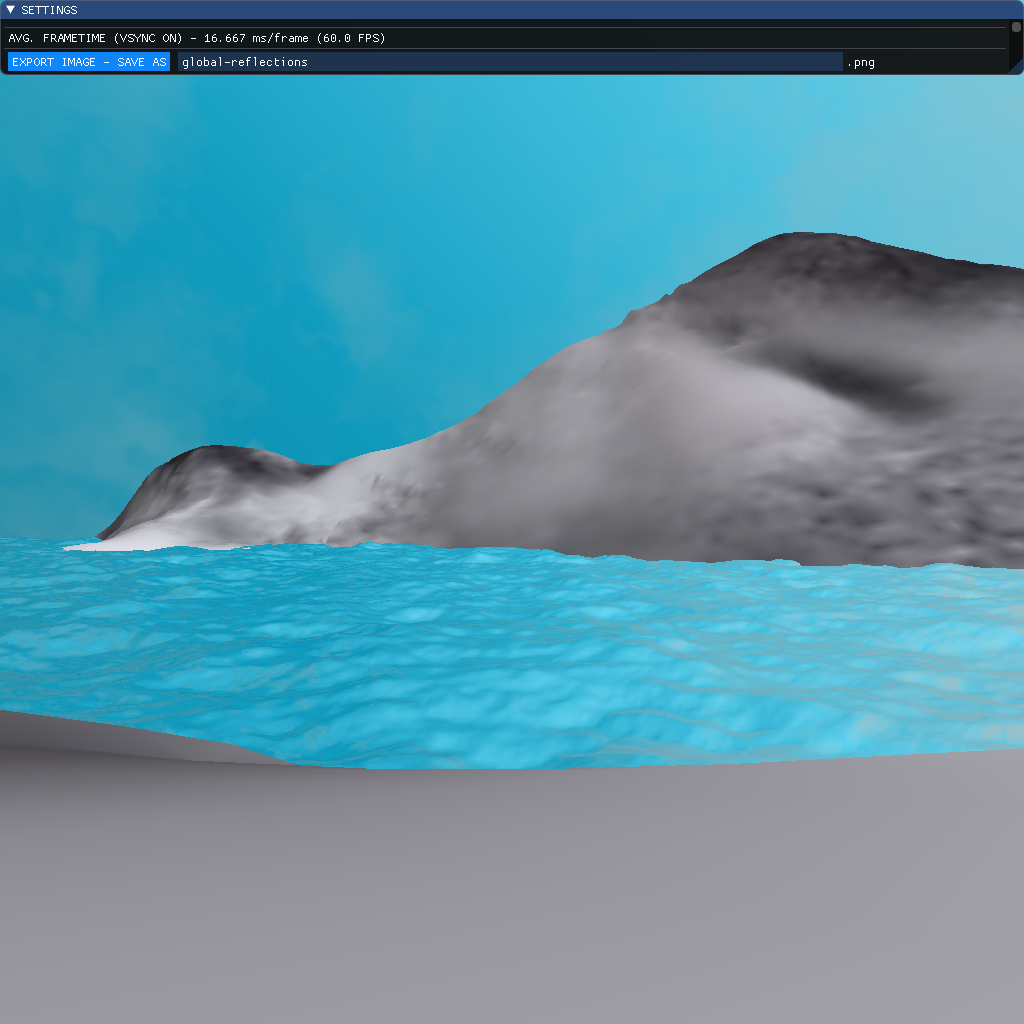 SETTINGS
AVG. FRAMETIME (VSYNC ON) - 16.667 ms/frame (60.0 FPS)
EXPORT IMAGE - SAVE AS global-reflections .png